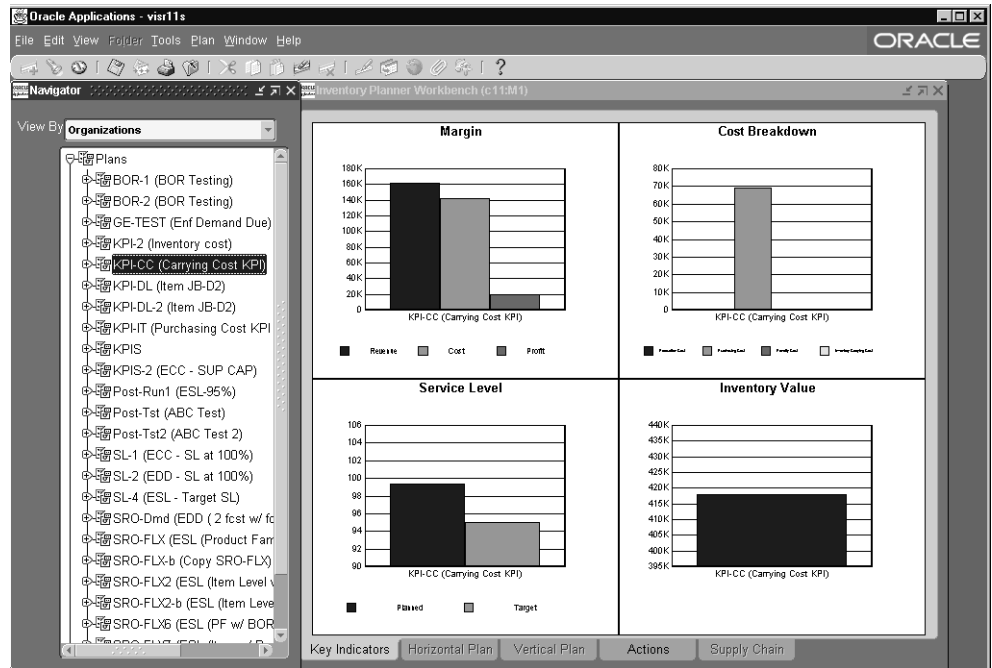 Oracle Applications - visr11s
File Edit View Folder Tools Plan Window Help
ORACLE
Navigator
View By Organizations
Plans
BOR-1 (BOR Testing)
BOR-2 (BOR Testing)
GE-TEST (Enf Demand Due)
KPI-2 (Inventory cost)
KPI-CC (Carrying Cost KPI)
KPI-DL (Item JB-D2)
KPI-DL-2 (Item JB-D2)
KPI-IT (Purchasing Cost KPI
KPIS
KPIS-2 (ECC - SUP CAP)
Post-Run1 (ESL-95%)
Post-Tst (ABC Test)
Post-Tst2 (ABC Test 2)
SL-1 (ECC - SL at 100%)
SL-2 (EDD - SL at 100%)
SL-4 (ESL - Target SL)
SRO-Dmd (EDD ( 2 fcst w/ fc
SRO-FLX (ESL (Product Fam
SRO-FLX-b (Copy SRO-FLX)
SRO-FLX2 (ESL (Item Level
SRO-FLX2-b (ESL (Item Leve
SRO-FLX6 (ESL (PF w/ BOR
Inventory Planner Workbench (c11:M1)
Margin
180K
160K
140K
120K
100K
80K
60K
40K
20K
0
KPI-CC (Carrying Cost KPI)
Revenue Cost Profit
Cost Breakdown
80K
70K
60K
50K
40K
30K
20K
10K
0
KPI-CC (Carrying Cost KPI)
Production Cost Purchasing Cost Penalty Cost Inventory Carrying Cost
Service Level
106
104
102
100
98
96
94
92
90
KPI-CC (Carrying Cost KPI)
Planned Target
Inventory Value
440K
435K
430K
425K
420K
415K
410K
405K
400K
395K
KPI-CC (Carrying Cost KPI)
Key Indicators Horizontal Plan Vertical Plan Actions Supply Chain